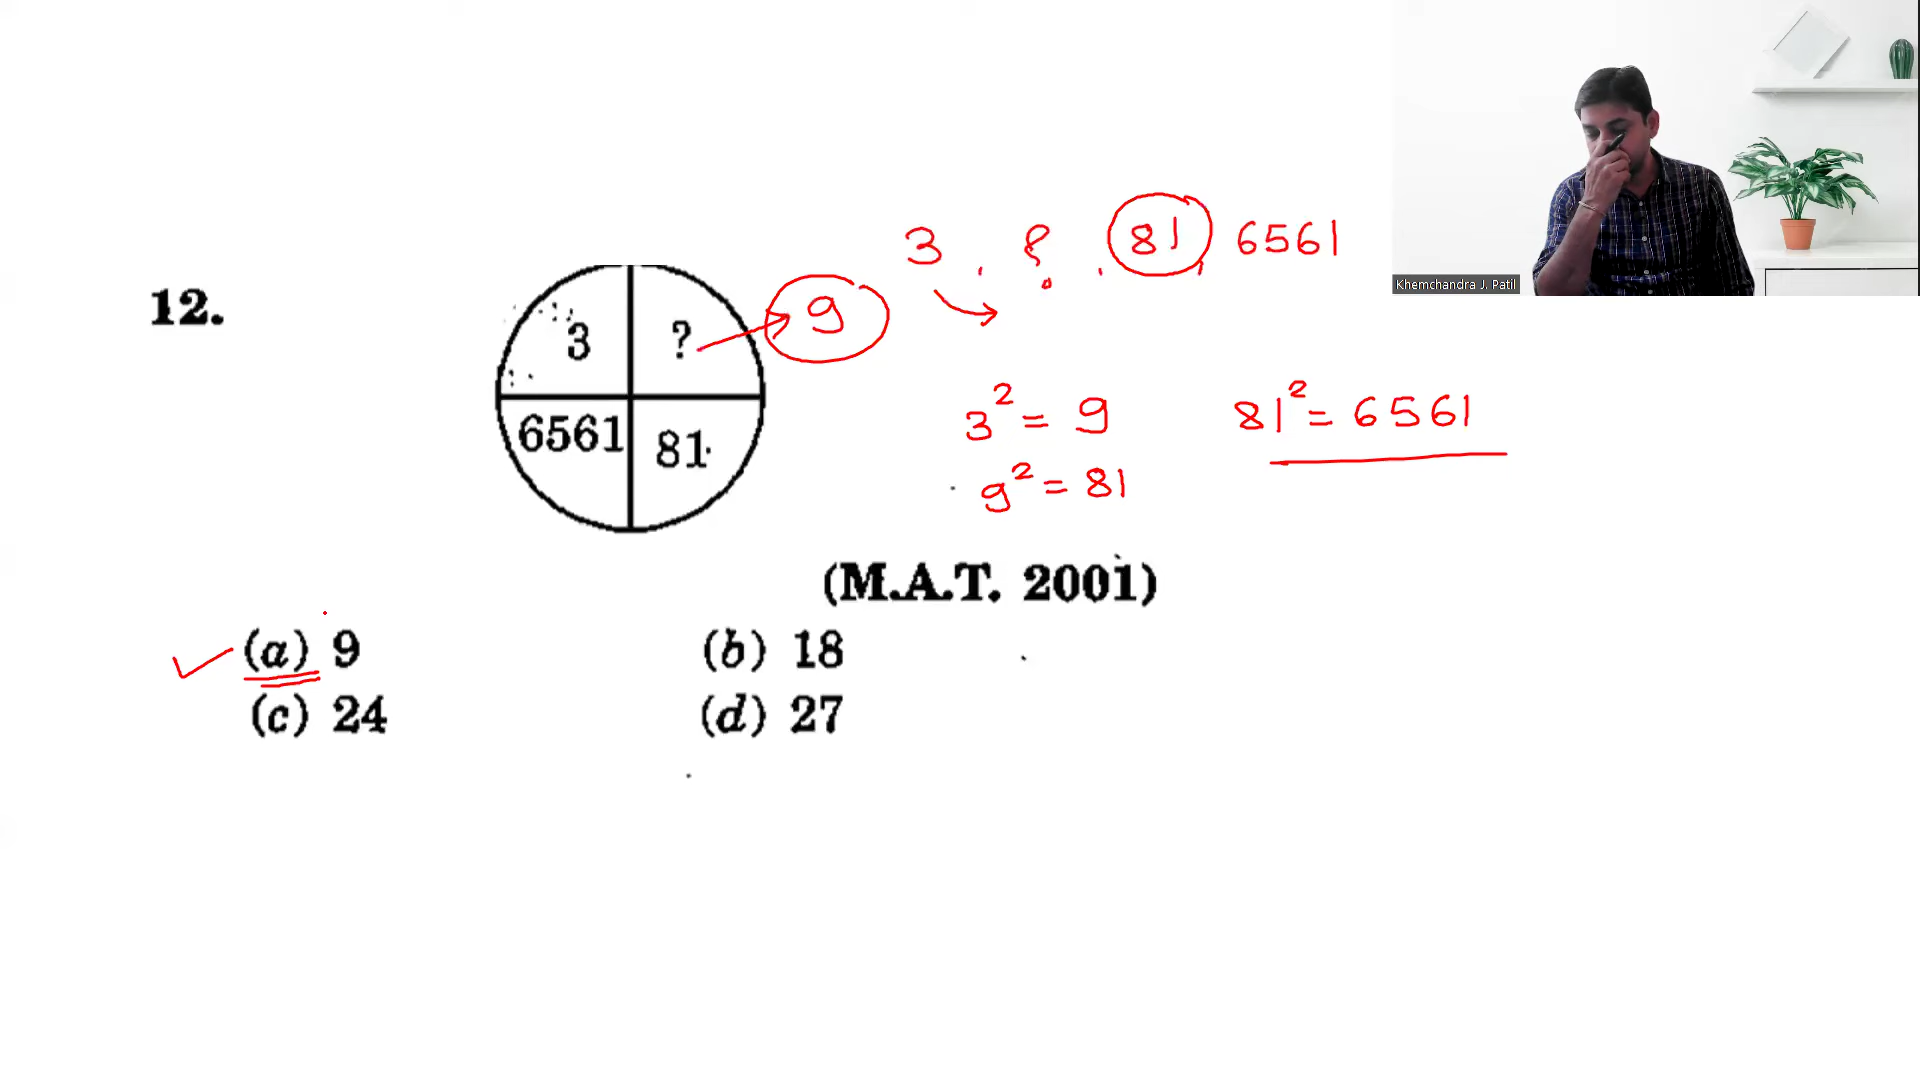 3 , ? , 81, 6561
Khemchandra J. Patil
12.
3 ? 9
6561 81
3² = 9 81² = 6561
9² = 81
(M.A.T. 2001)
(a) 9 (b) 18
(c) 24 (d) 27